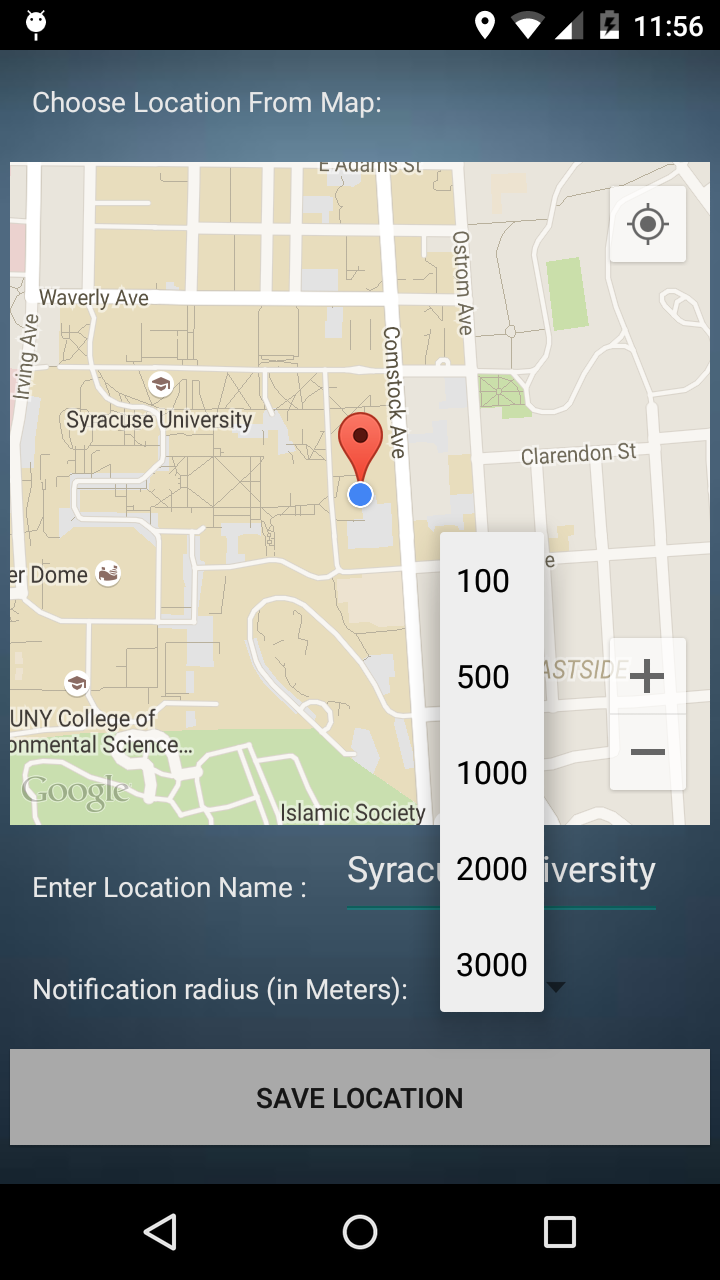 11:56
Choose Location From Map:
E Adams St
Ostrom Ave
Waverly Ave
Irving Ave
Comstock Ave
Syracuse University
Clarendon St
er Dome
e
100
500
ASTSIDE
UNY College of
onmental Science...
1000
Google
Islamic Society
Enter Location Name :
Syrac iversity
2000
3000
Notification radius (in Meters):
SAVE LOCATION